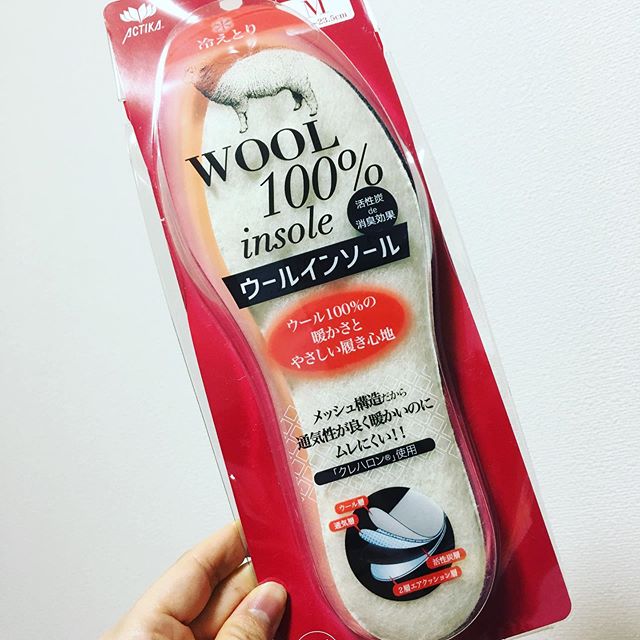 ACTIKA
M
23.5cm
冷えとり
WOOL
100%
insole
活性炭
de
消臭効果
ウールインソール
ウール100%の
暖かさと
やさしい履き心地
メッシュ構造だから
通気性が良く暖かいのに
ムレにくい!!
「クレハロン®」使用
ウール層
通気層
活性炭層
2層エアクッション層